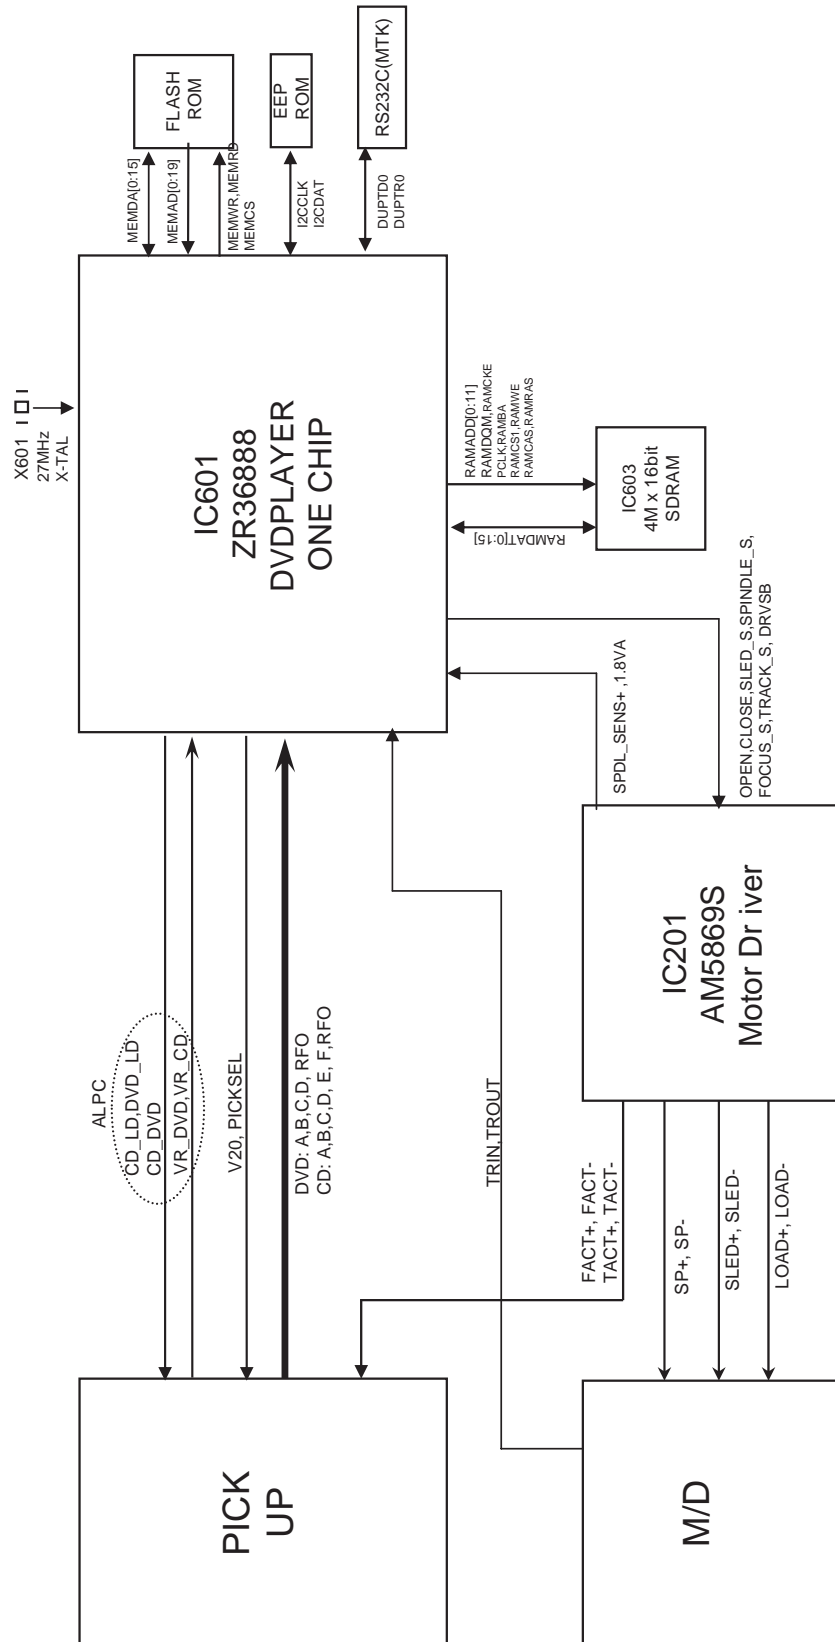 PICK
UP
M/D
ALPC
CD_LD,DVD_LD
CD_DVD
VR_DVD,VR_CD
V20, PICKSEL
DVD: A,B,C,D, RFO
CD: A,B,C,D, E, F,RFO
TRIN,TROUT
FACT+, FACT-
TACT+, TACT-
SP+, SP-
SLED+, SLED-
LOAD+, LOAD-
X601
27MHz
X-TAL
IC601
ZR36888
DVDPLAYER
ONE CHIP
SPDL_SENS+ ,1.8VA
OPEN,CLOSE,SLED_S,SPINDLE_S,
FOCUS_S,TRACK_S, DRVSB
IC201
AM5869S
Motor Dr iver
MEMDA[0:15]
MEMAD[0:19]
MEMWR,MEMRD
MEMCS
I2CCLK
I2CDAT
DUPTD0
DUPTR0
FLASH
ROM
EEP
ROM
RS232C(MTK)
RAMADD[0:11]
RAMDQM,RAMCKE
PCLK,RAMBA
RAMCS1,RAMWE
RAMCAS,RAMRAS
RAMDAT[0:15]
IC603
4M x 16bit
SDRAM